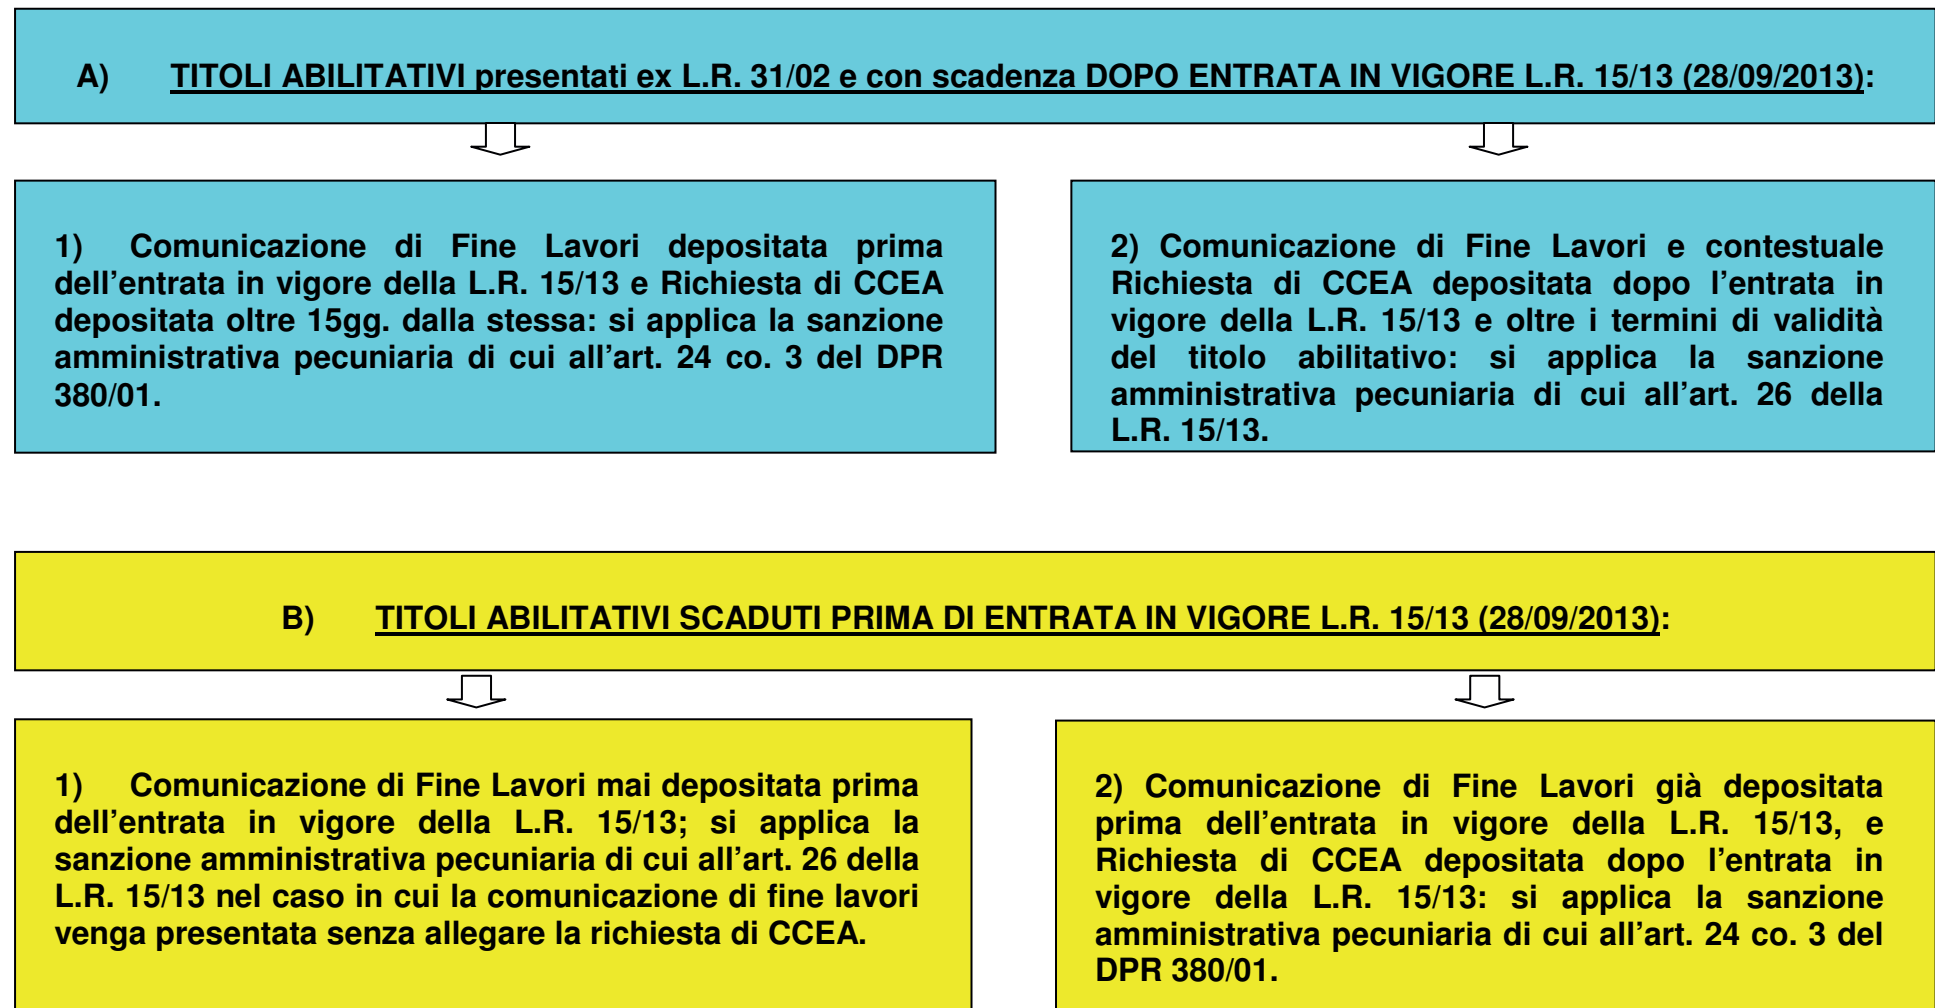 A) TITOLI ABILITATIVI presentati ex L.R. 31/02 e con scadenza DOPO ENTRATA IN VIGORE L.R. 15/13 (28/09/2013):
1) Comunicazione di Fine Lavori depositata prima
dell’entrata in vigore della L.R. 15/13 e Richiesta di CCEA
depositata oltre 15gg. dalla stessa: si applica la sanzione
amministrativa pecuniaria di cui all’art. 24 co. 3 del DPR
380/01.
2) Comunicazione di Fine Lavori e contestuale
Richiesta di CCEA depositata dopo l’entrata in
vigore della L.R. 15/13 e oltre i termini di validità
del titolo abilitativo: si applica la sanzione
amministrativa pecuniaria di cui all’art. 26 della
L.R. 15/13.
B) TITOLI ABILITATIVI SCADUTI PRIMA DI ENTRATA IN VIGORE L.R. 15/13 (28/09/2013):
1) Comunicazione di Fine Lavori mai depositata prima
dell’entrata in vigore della L.R. 15/13; si applica la
sanzione amministrativa pecuniaria di cui all’art. 26 della
L.R. 15/13 nel caso in cui la comunicazione di fine lavori
venga presentata senza allegare la richiesta di CCEA.
2) Comunicazione di Fine Lavori già depositata
prima dell’entrata in vigore della L.R. 15/13, e
Richiesta di CCEA depositata dopo l’entrata in
vigore della L.R. 15/13: si applica la sanzione
amministrativa pecuniaria di cui all’art. 24 co. 3 del
DPR 380/01.